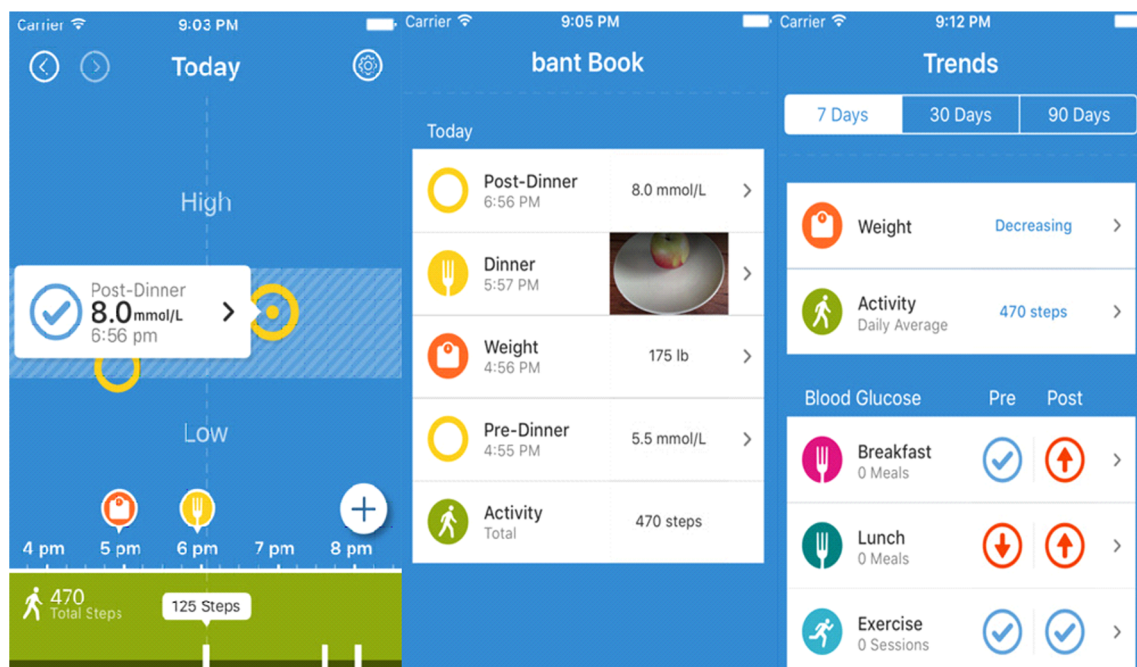 Carrier 9:03 PM
Today
High
Post-Dinner
8.0 mmol/L
6:56 pm
Low
4 pm 5 pm 6 pm 7 pm 8 pm
470
Total Steps
125 Steps
Carrier 9:05 PM
bant Book
Today
Post-Dinner
6:56 PM
8.0 mmol/L
Dinner
5:57 PM
Weight
4:56 PM
175 lb
Pre-Dinner
4:55 PM
5.5 mmol/L
Activity
Total
470 steps
Carrier 9:12 PM
Trends
7 Days 30 Days 90 Days
Weight Decreasing
Activity
Daily Average
470 steps
Blood Glucose Pre Post
Breakfast
0 Meals
Lunch
0 Meals
Exercise
0 Sessions